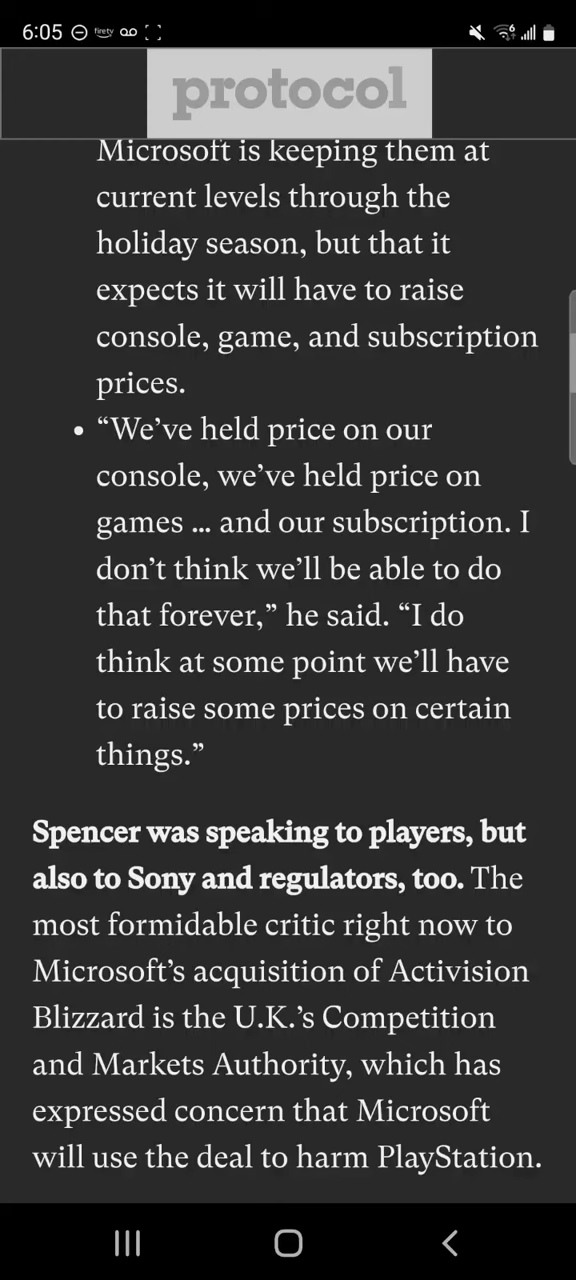 6:05 firety
6
protocol
Microsoft is keeping them at
current levels through the
holiday season, but that it
expects it will have to raise
console, game, and subscription
prices.
• “We’ve held price on our
console, we’ve held price on
games ... and our subscription. I
don’t think we’ll be able to do
that forever,” he said. “I do
think at some point we’ll have
to raise some prices on certain
things.”
Spencer was speaking to players, but
also to Sony and regulators, too. The
most formidable critic right now to
Microsoft’s acquisition of Activision
Blizzard is the U.K.’s Competition
and Markets Authority, which has
expressed concern that Microsoft
will use the deal to harm PlayStation.